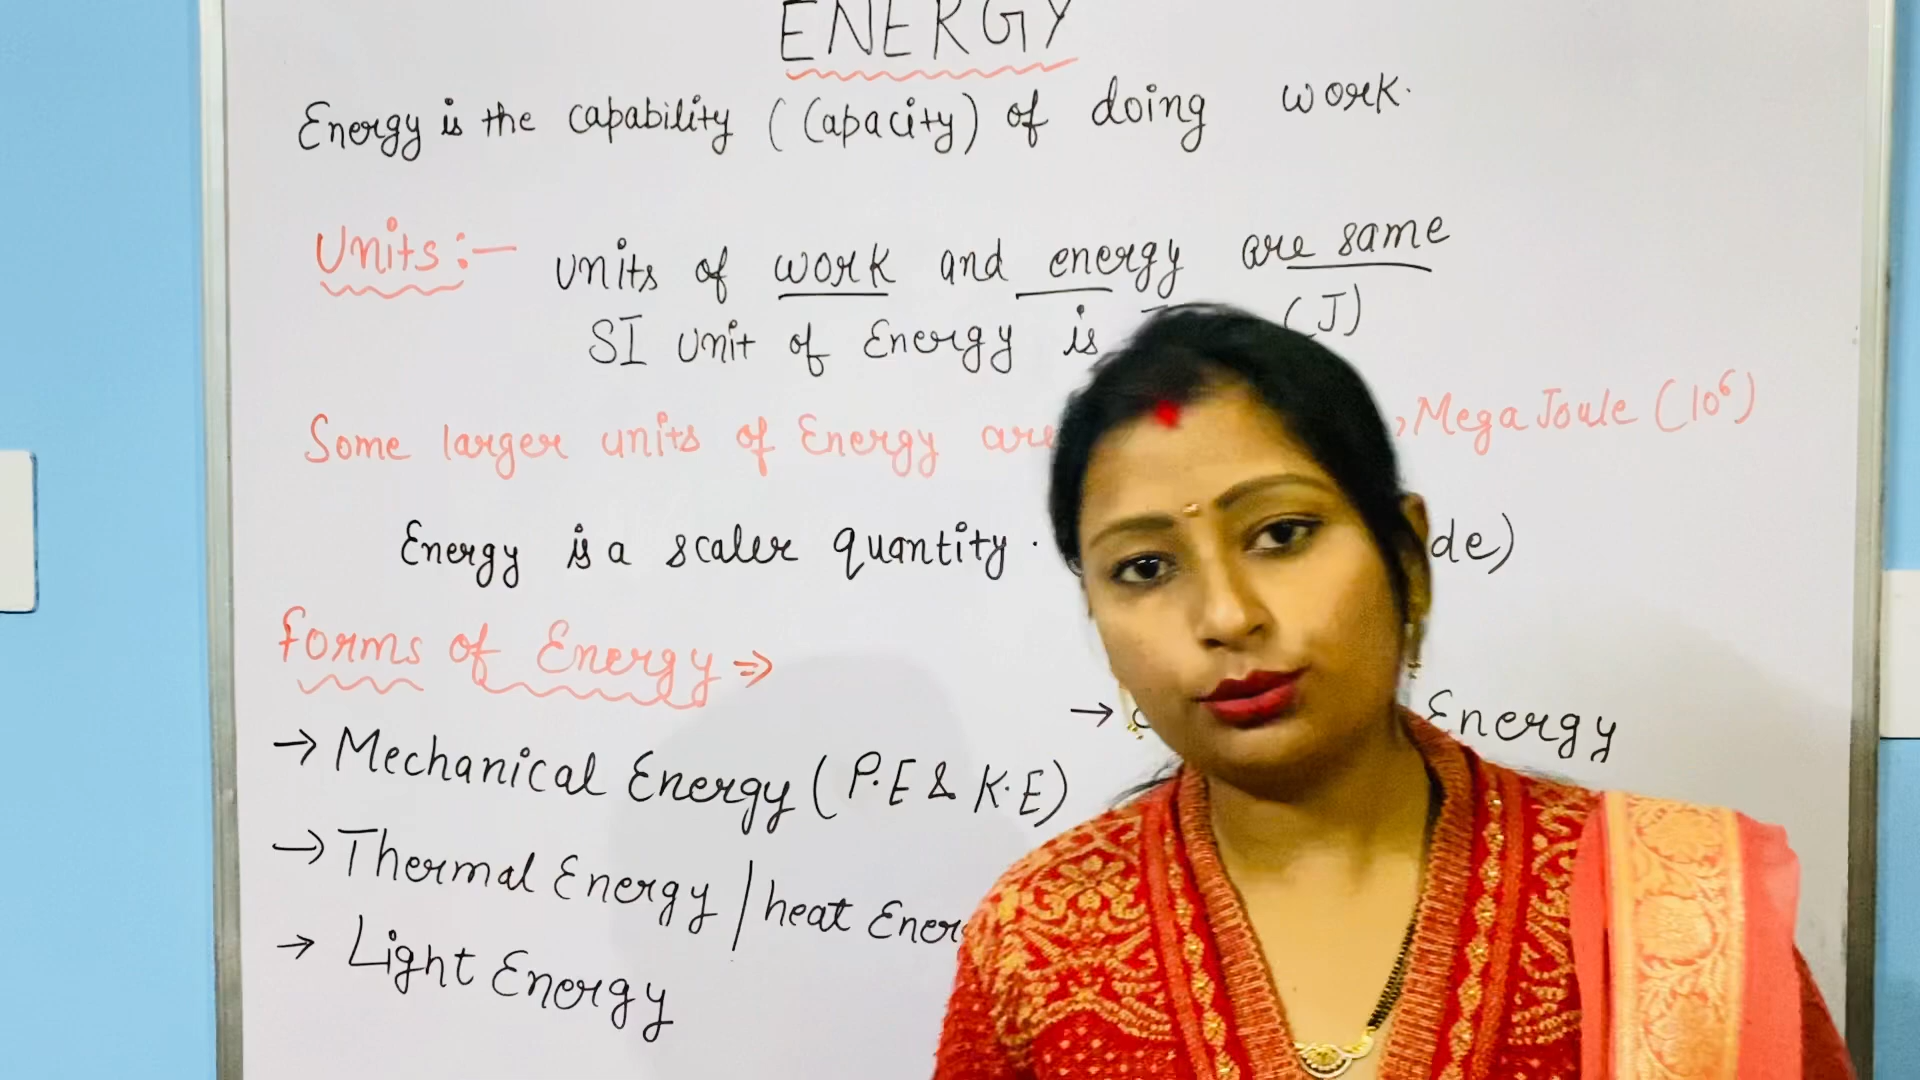 ENERGY
Energy is the capability (Capacity) of doing work.
Units:- units of work and energy are same
SI unit of Energy is (J)
Some larger units of Energy are , Mega Joule (10⁶)
Energy is a scaler quantity.
forms of Energy ⇒
→ Mechanical Energy (P.E & K.E)
→ Energy
→ Thermal Energy / heat
→ Light Energy